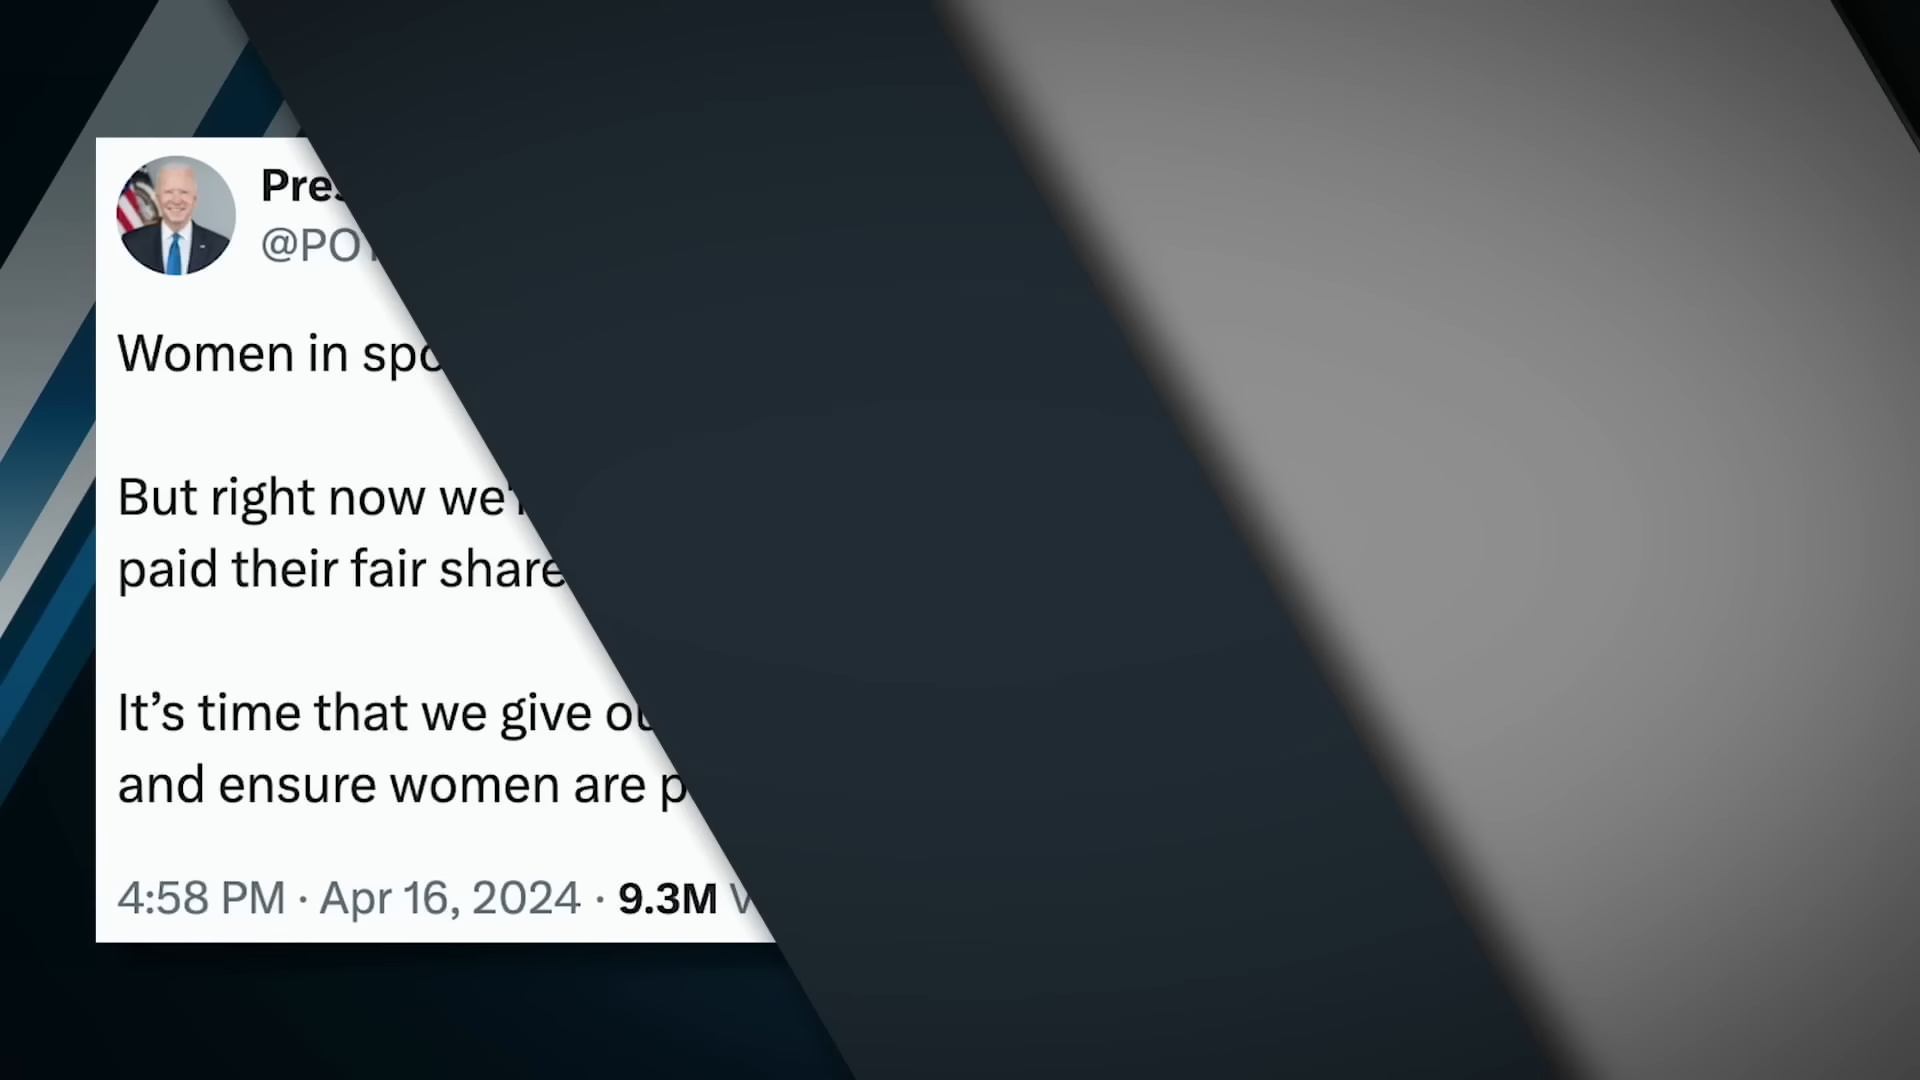 Pres
@PO
Women in spo
But right now we'r
paid their fair share
It’s time that we give ou
and ensure women are p
4:58 PM · Apr 16, 2024 · 9.3M V